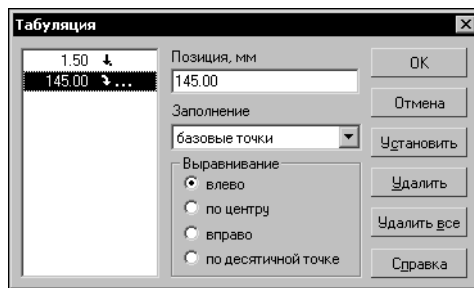 Табуляция
1.50
145.00 ...
Позиция, мм
145.00
Заполнение
базовые точки
Выравнивание
влево
по центру
вправо
по десятичной точке
OK
Отмена
Установить
Удалить
Удалить все
Справка